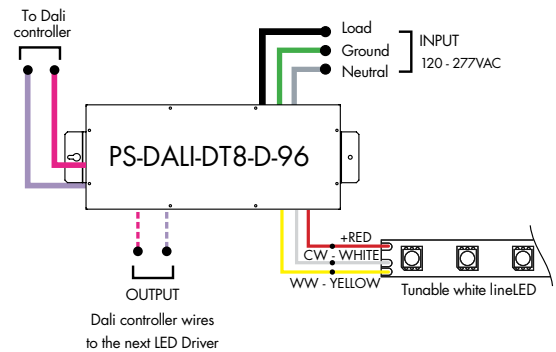 To Dali
controller
Load
Ground
Neutral
INPUT
120 - 277VAC
PS-DALI-DT8-D-96
+RED
CW - WHITE
WW - YELLOW
Tunable white lineLED
OUTPUT
Dali controller wires
to the next LED Driver